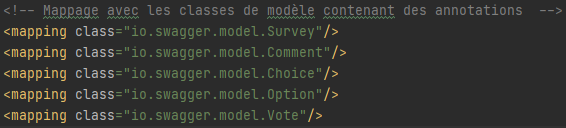 <!-- Mappage avec les classes de modèle contenant des annotations  -->
<mapping class="io.swagger.model.Survey"/>
<mapping class="io.swagger.model.Comment"/>
<mapping class="io.swagger.model.Choice"/>
<mapping class="io.swagger.model.Option"/>
<mapping class="io.swagger.model.Vote"/>